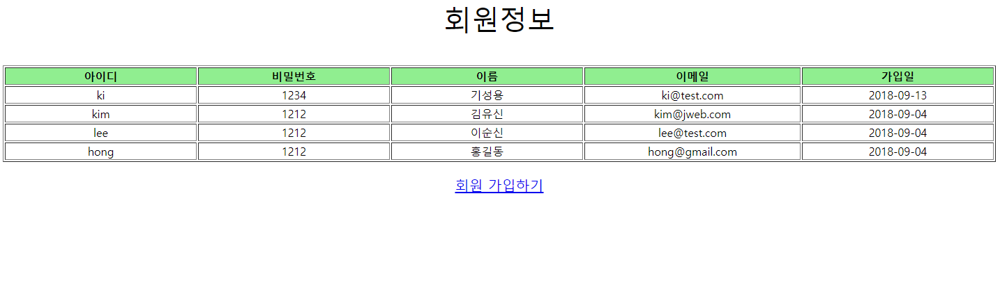 회원정보
아이디 비밀번호 이름 이메일 가입일
ki 1234 기성용 ki@test.com 2018-09-13
kim 1212 김유신 kim@jweb.com 2018-09-04
lee 1212 이순신 lee@test.com 2018-09-04
hong 1212 홍길동 hong@gmail.com 2018-09-04
회원 가입하기